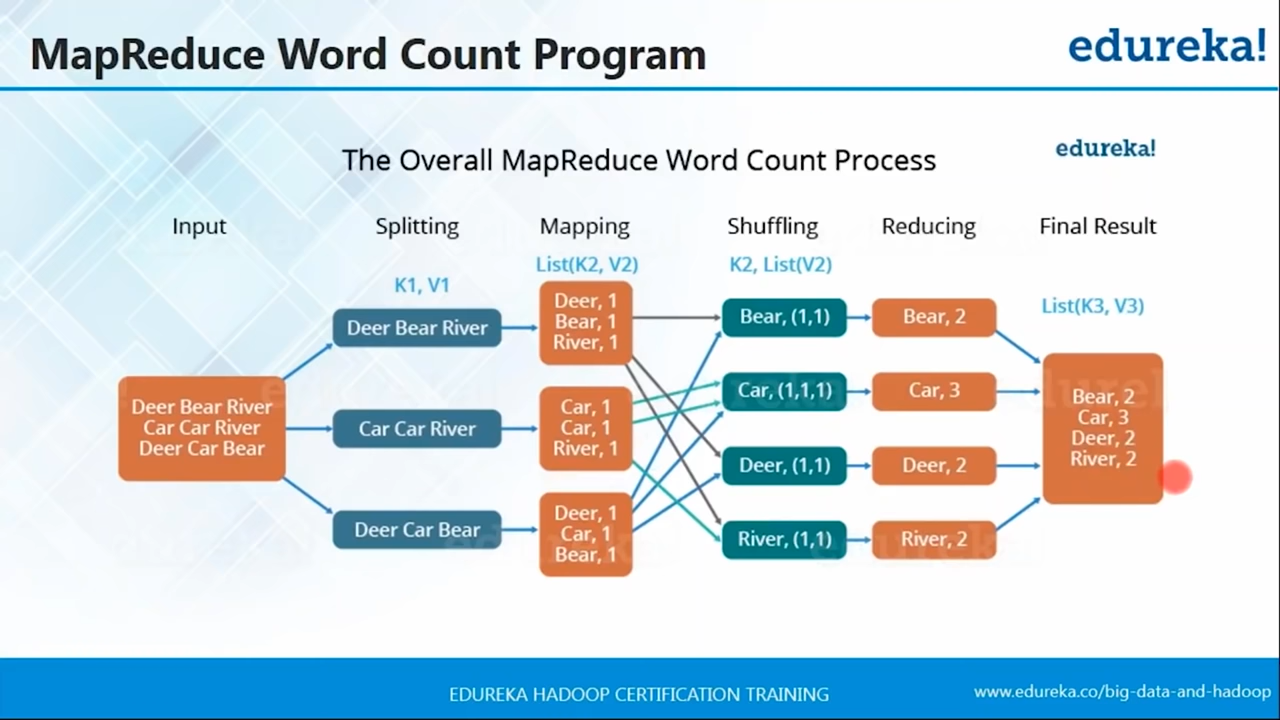 MapReduce Word Count Program
edureka!
The Overall MapReduce Word Count Process
edureka!
Input
Splitting
Mapping
Shuffling
Reducing
Final Result
K1, V1
List(K2, V2)
K2, List(V2)
List(K3, V3)
Deer Bear River
Car Car River
Deer Car Bear
Deer Bear River
Car Car River
Deer Car Bear
Deer, 1
Bear, 1
River, 1
Car, 1
Car, 1
River, 1
Deer, 1
Car, 1
Bear, 1
Bear, (1,1)
Car, (1,1,1)
Deer, (1,1)
River, (1,1)
Bear, 2
Car, 3
Deer, 2
River, 2
Bear, 2
Car, 3
Deer, 2
River, 2
EDUREKA HADOOP CERTIFICATION TRAINING
www.edureka.co/big-data-and-hadoop